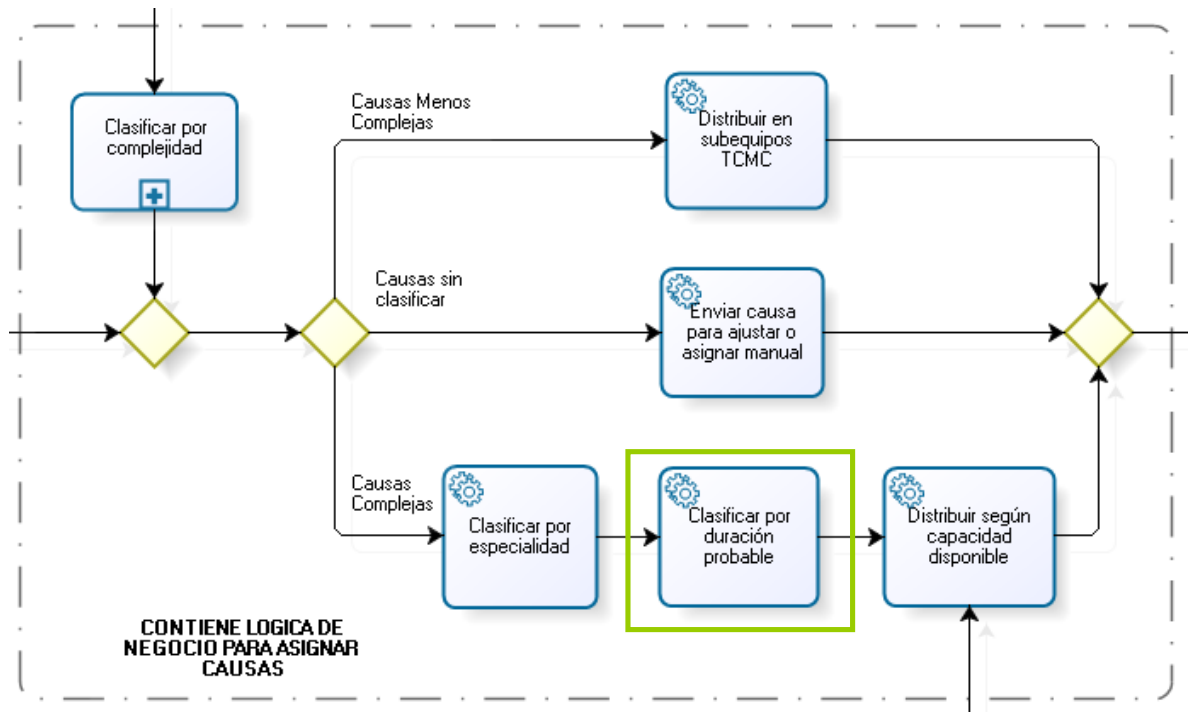 Clasificar por
complejidad
Causas Menos
Complejas
Distribuir en
subequipos
TCMC
Causas sin
clasificar
Enviar causa
para ajustar o
asignar manual
Causas
Complejas
Clasificar por
especialidad
Clasificar por
duración
probable
Distribuir según
capacidad
disponible
CONTIENE LOGICA DE
NEGOCIO PARA ASIGNAR
CAUSAS